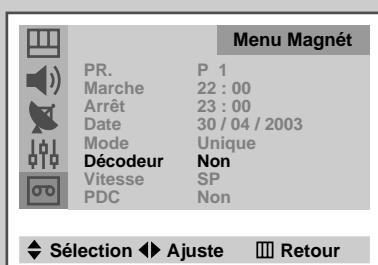 Menu Magnét
PR. P 1
Marche 22 : 00
Arrêt 23 : 00
Date 30 / 04 / 2003
Mode Unique
Décodeur Non
Vitesse SP
PDC Non
Sélection Ajuste Retour